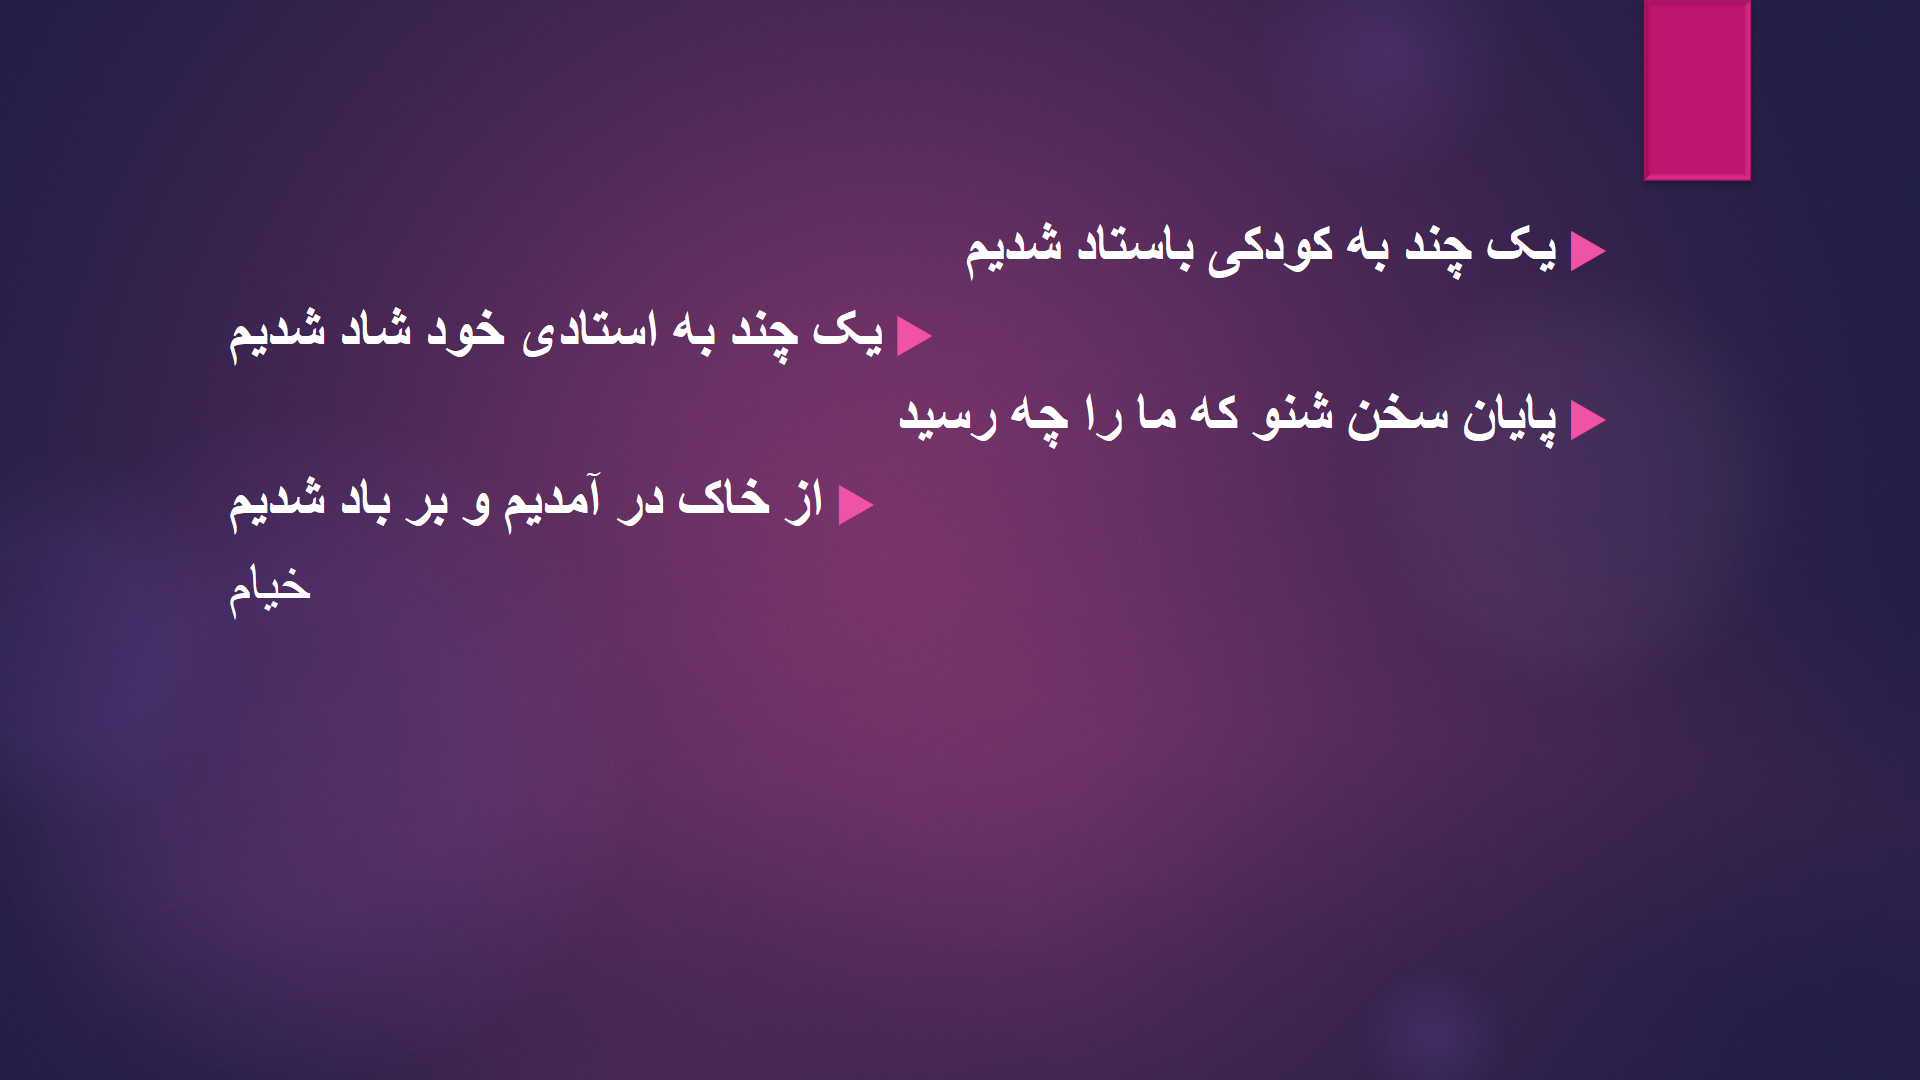 یک چند به کودکی باستاد شدیم
یک چند به استادی خود شاد شدیم
پایان سخن شنو که ما را چه رسید
از خاک در آمدیم و بر باد شدیم
خیام